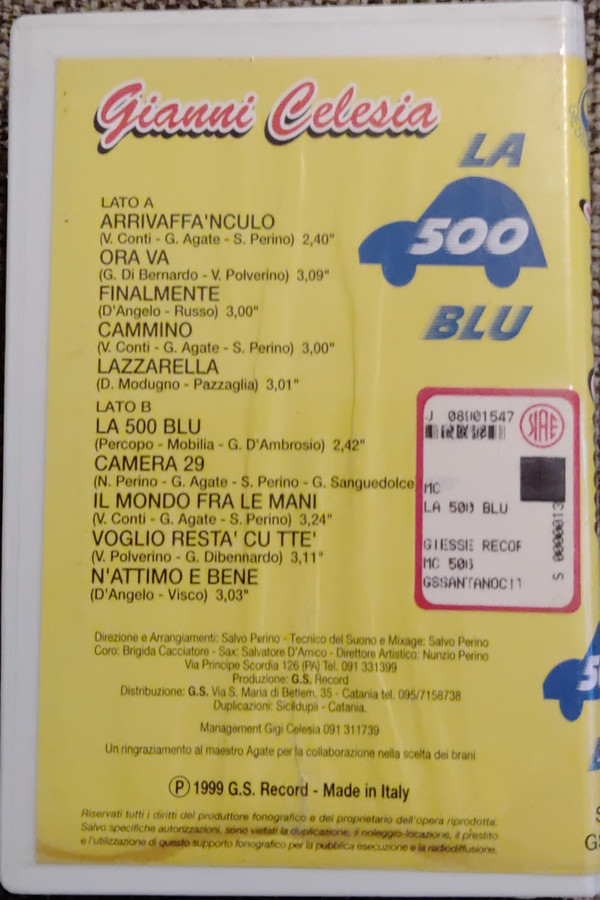 Gianni Celesia
LA
500
BLU
LATO A
ARRIVAFFA'NCULO
(V. Conti - G. Agate - S. Perino) 2,40"
ORA VA
(G. Di Bernardo - V. Polverino) 3,09"
FINALMENTE
(D'Angelo - Russo) 3,00"
CAMMINO
(V. Conti - G. Agate - S. Perino) 3,00"
LAZZARELLA
(D. Modugno - Pazzaglia) 3,01"
LATO B
LA 500 BLU
(Percopo - Mobilia - G. D'Ambrosio) 2,42"
CAMERA 29
(N. Perino - G. Agate - S. Perino - G. Sanguedolce
IL MONDO FRA LE MANI
(V. Conti - G. Agate - S. Perino) 3,24"
VOGLIO RESTA' CU TTE'
(V. Polverino - G. Dibennardo) 3,11"
N'ATTIMO E BENE
(D'Angelo - Visco) 3,03"
J 08901547
SIAE
MC
LA 500 BLU
GIESSE RECOR
MC 506
S 0000013
Direzione e Arrangiamenti: Salvo Perino - Tecnico del Suono e Mixage: Salvo Perino
Coro: Brigida Cacciatore - Sax: Salvatore D'Amico - Direttore Artistico: Nunzio Perino
Via Principe Scordia 126 (PA) Tel. 091 331399
Produzione: G.S. Record
Distribuzione: G.S. Via S. Maria di Betlem, 35 - Catania tel. 095/7158738
Duplicazioni: Sicildupli - Catania.
Management Gigi Celesia 091 311739
Un ringraziamento al maestro Agate per la collaborazione nella scelta dei brani
Ⓟ 1999 G.S. Record - Made in Italy
Riservati tutti i diritti del produttore fonografico e del proprietario dell'opera riprodotta.
Salvo specifiche autorizzazioni, sono vietati la duplicazione, il noleggio-locazione, il prestito
e l'utilizzazione di questo supporto fonografico per la pubblica esecuzione e la radiodiffusione.